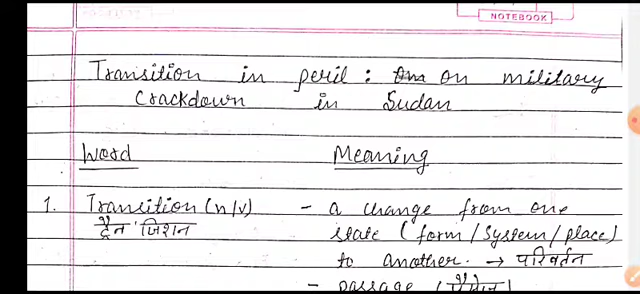 NOTEBOOK
Transition in peril : On military
Crackdown in Sudan
Word Meaning
1. Transition (n/v) - a change from one
ट्रैन'जिशन state (form/System/place)
to another. → परिवर्तन
- passage (पैसेज)